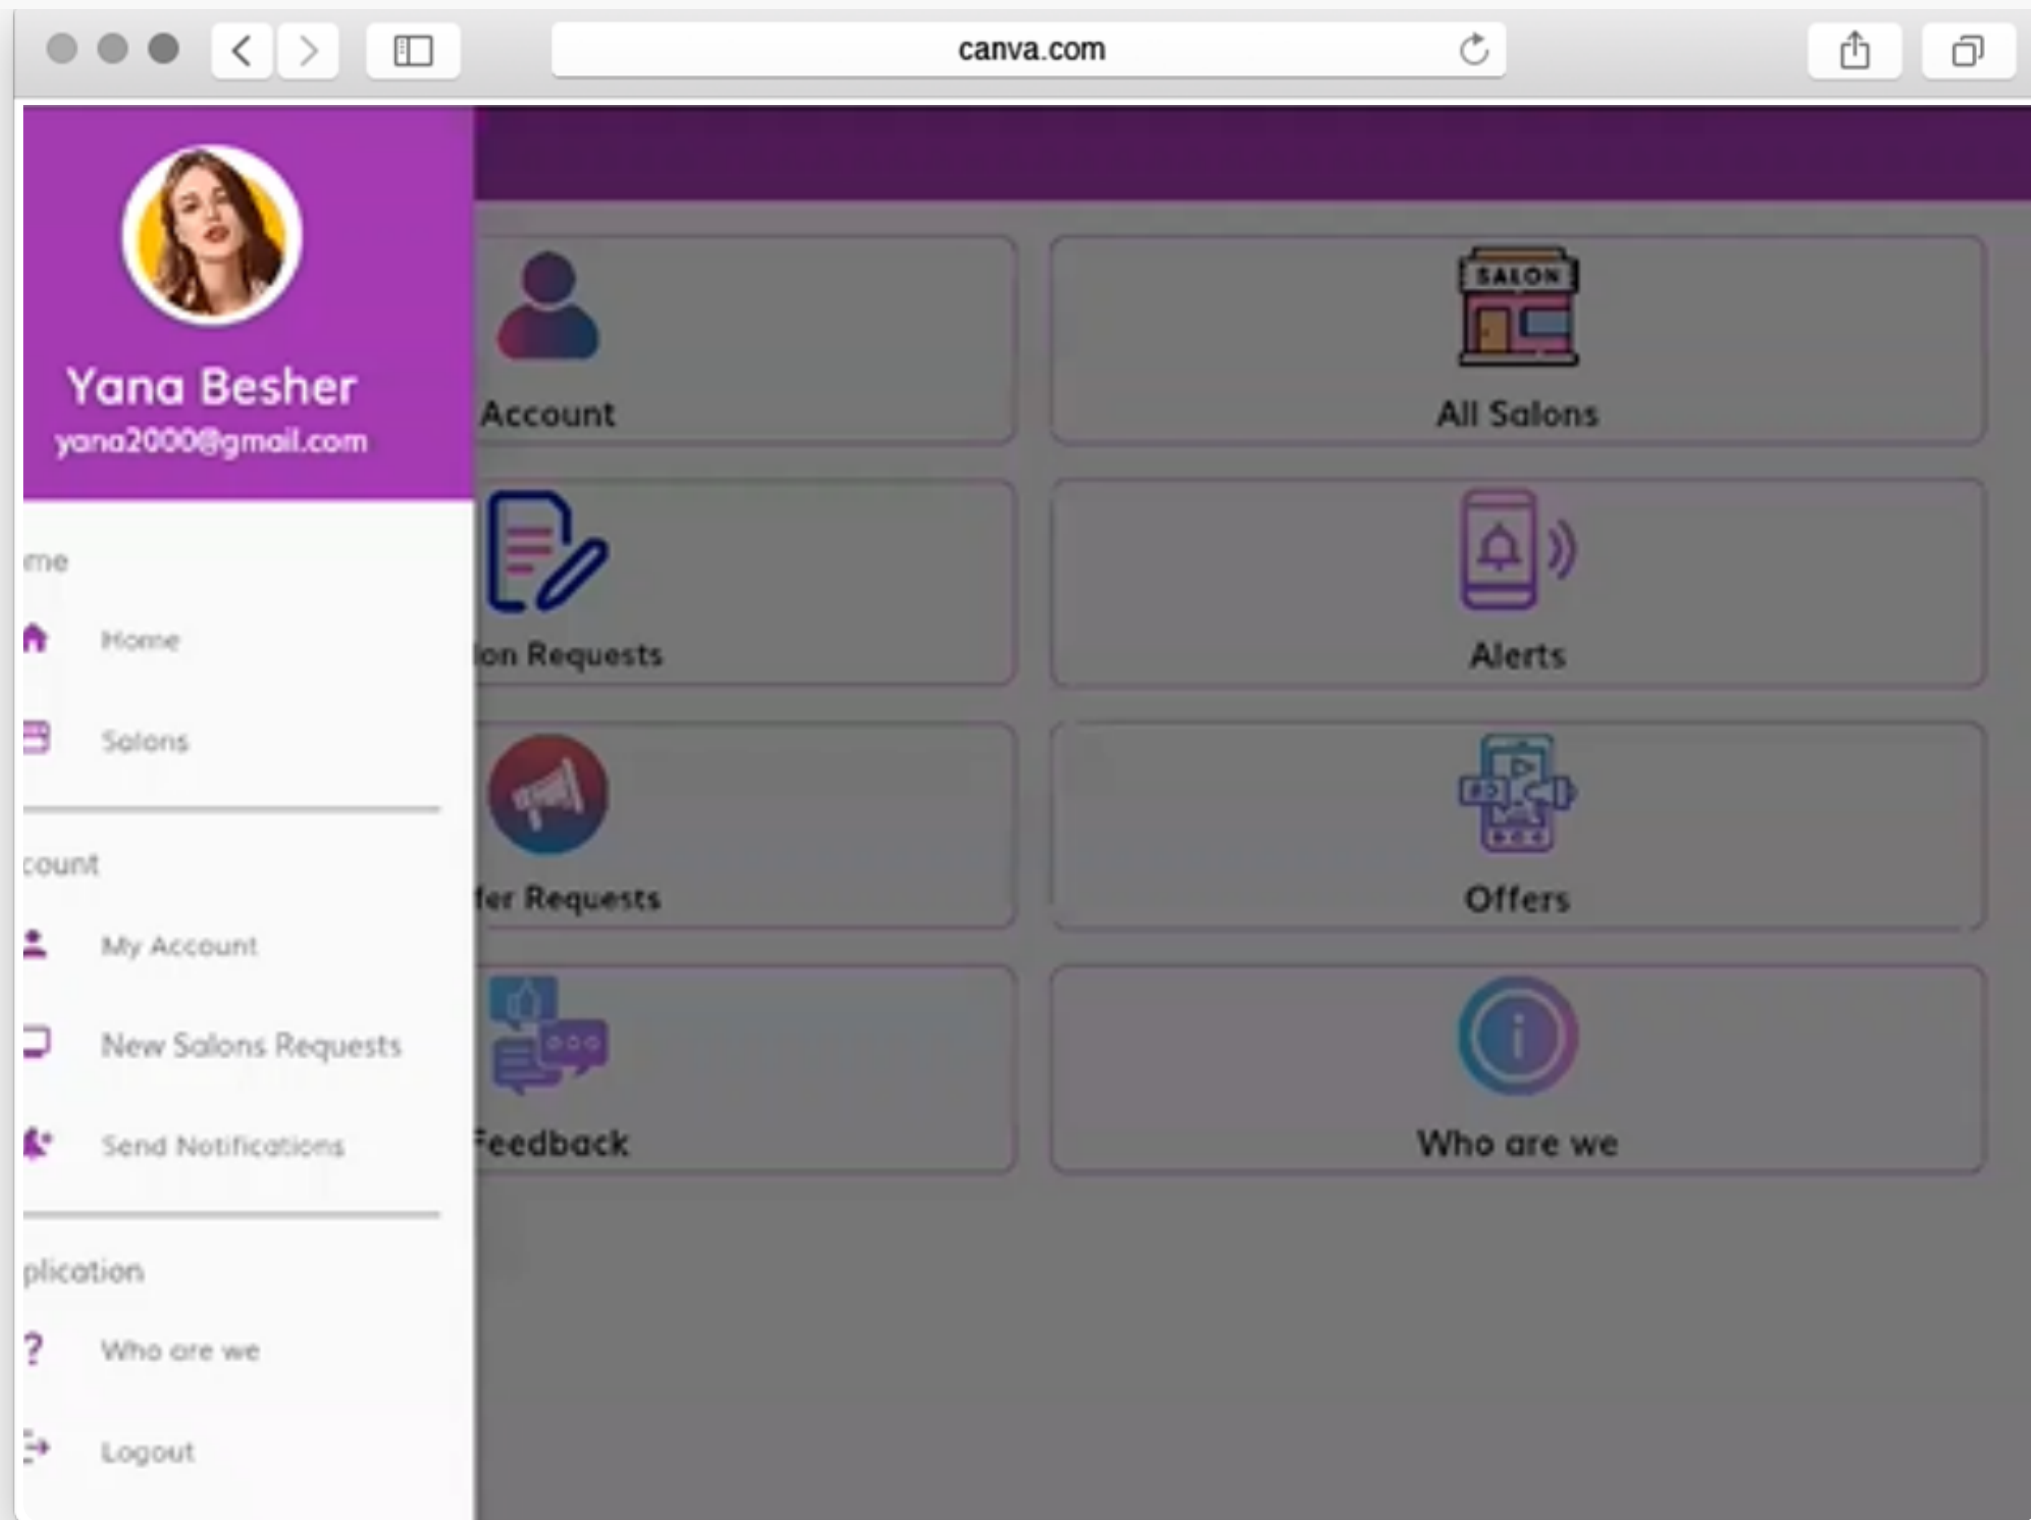 canva.com
Yana Besher
yana2000@gmail.com
me
Home
Salons
count
My Account
New Salons Requests
Send Notifications
plication
Who are we
Logout
Account
SALON
All Salons
on Requests
Alerts
fer Requests
Offers
Feedback
Who are we